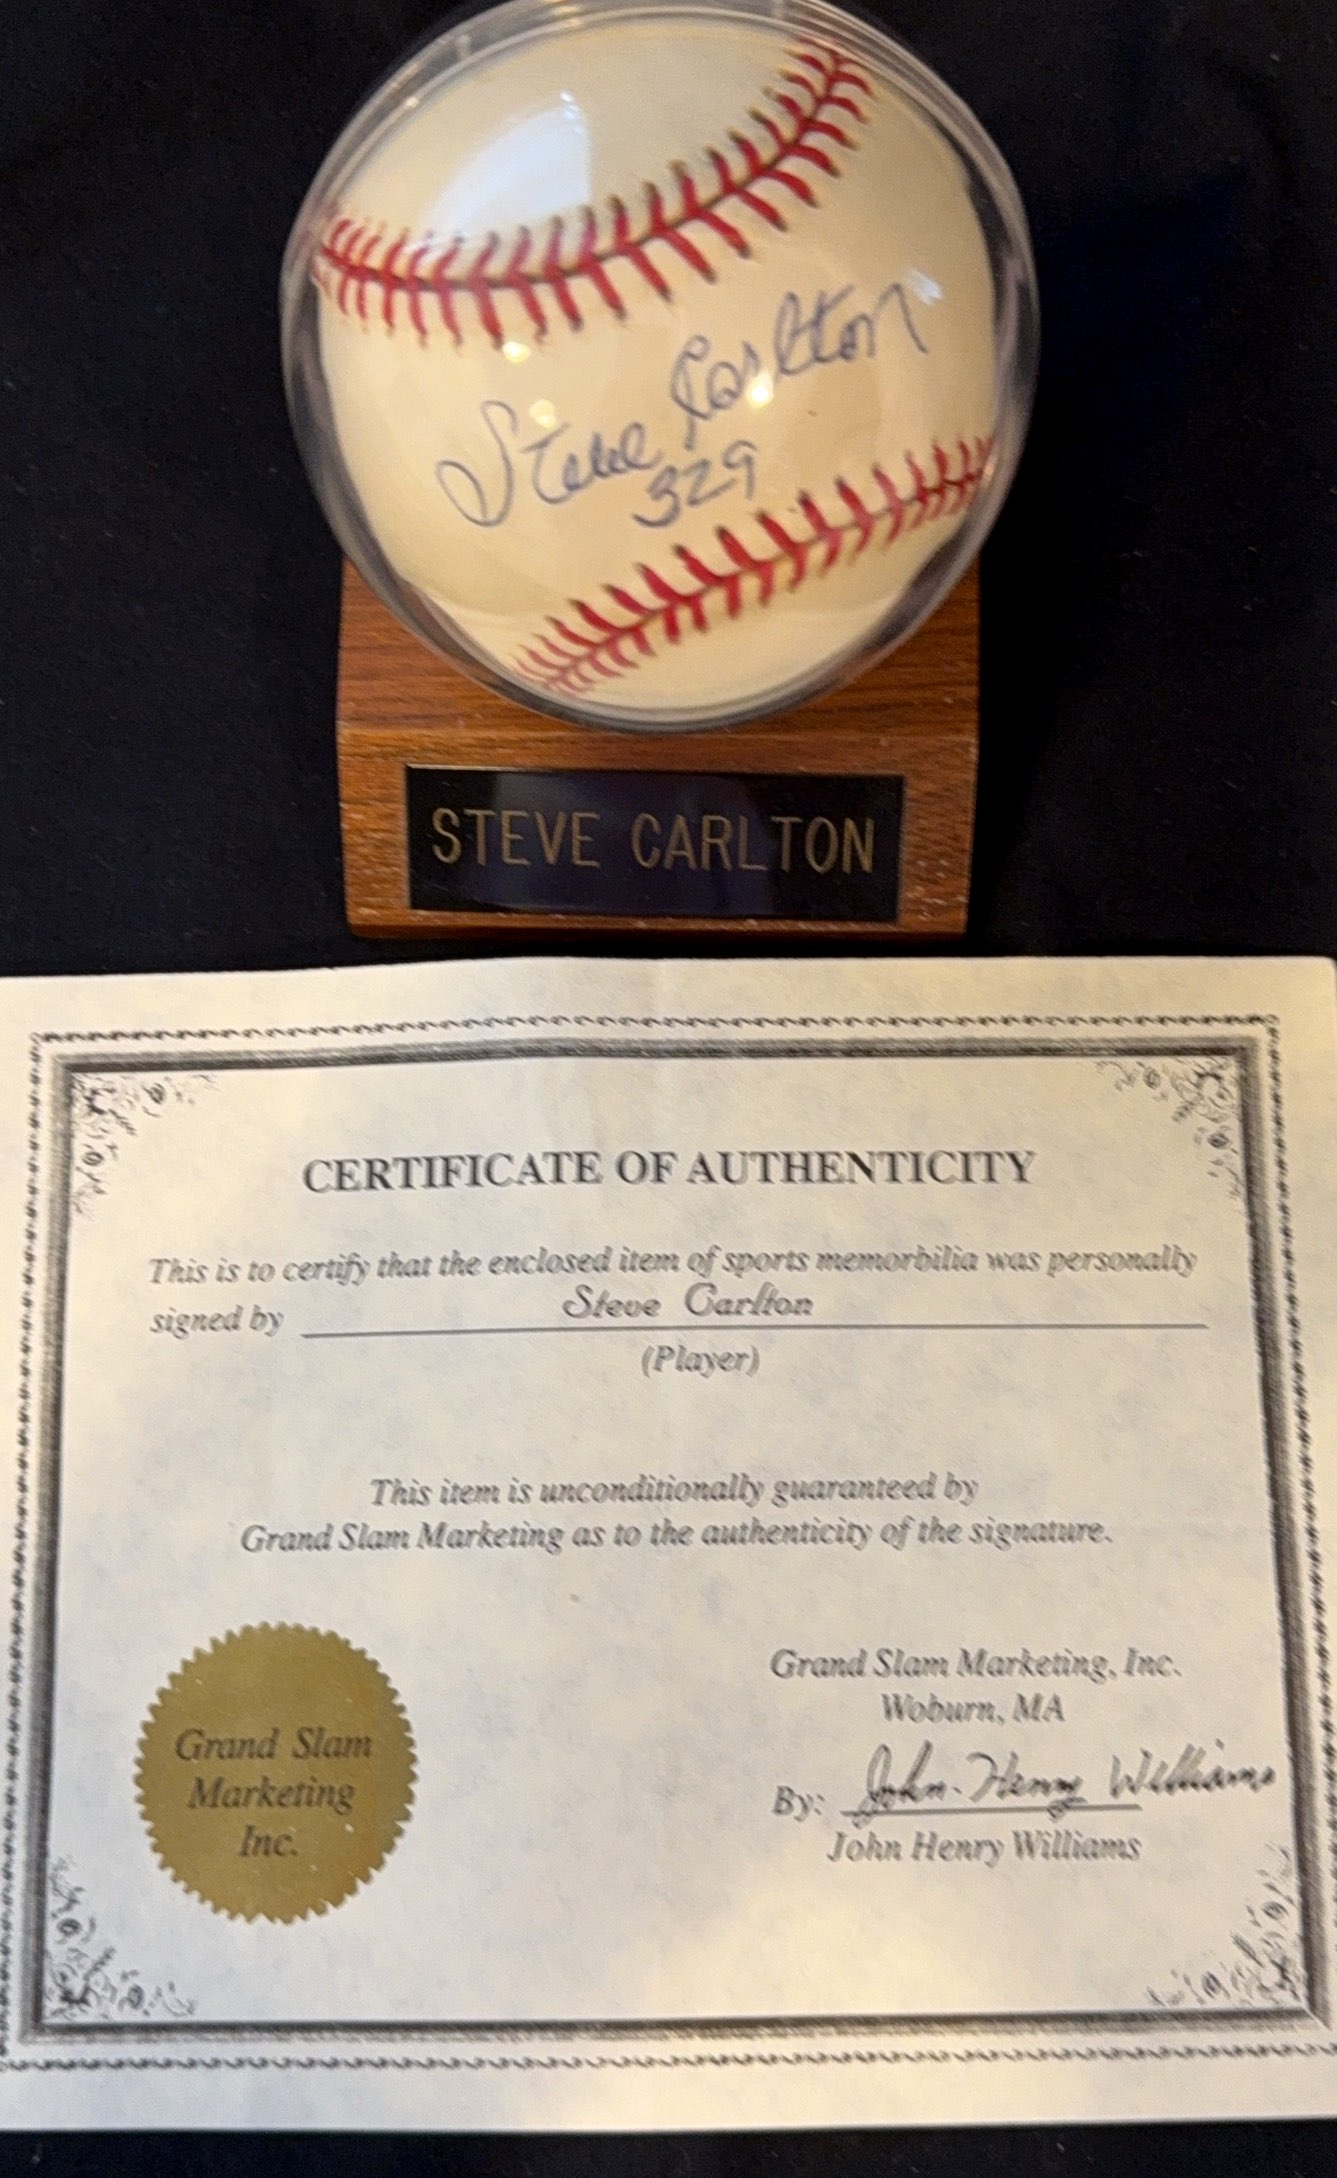 Steve Carlton
329
STEVE CARLTON
CERTIFICATE OF AUTHENTICITY
This is to certify that the enclosed item of sports memorbilia was personally
signed by Steve Carlton
(Player)
This item is unconditionally guaranteed by
Grand Slam Marketing as to the authenticity of the signature.
Grand Slam
Marketing
Inc.
Grand Slam Marketing, Inc.
Woburn, MA
By: John-Henry Williams
John Henry Williams